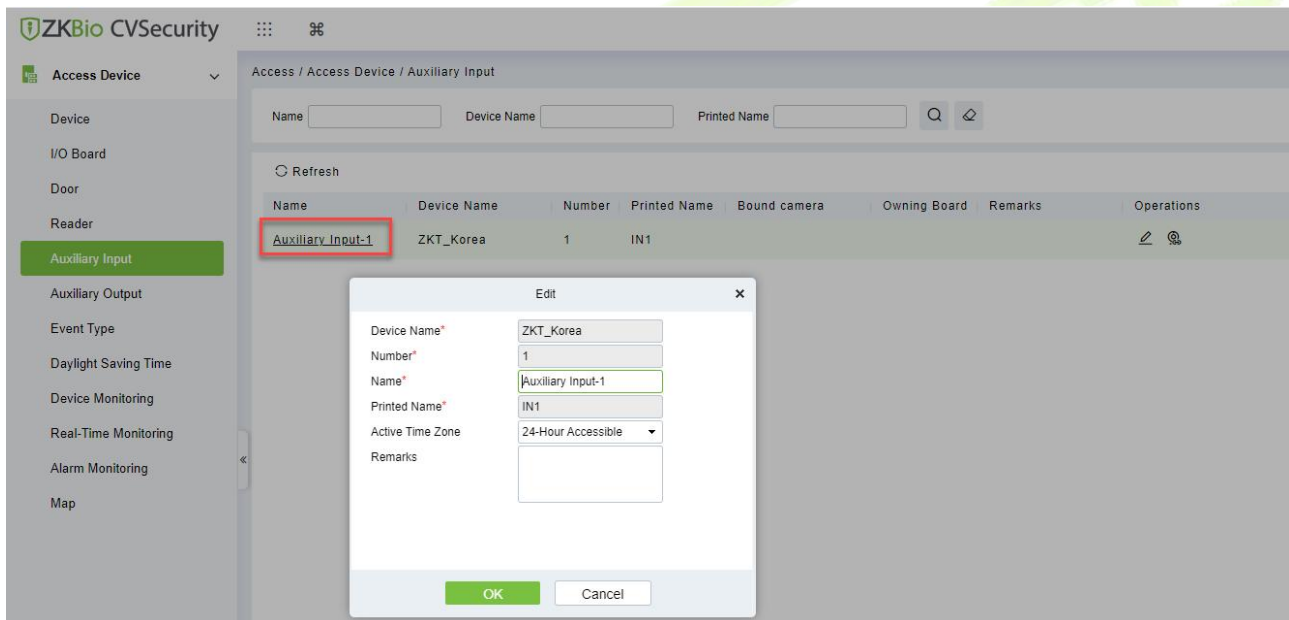 ZKBio CVSecurity
Access Device
Access / Access Device / Auxiliary Input
Device
I/O Board
Door
Reader
Auxiliary Input
Auxiliary Output
Event Type
Daylight Saving Time
Device Monitoring
Real-Time Monitoring
Alarm Monitoring
Map
Name Device Name Printed Name
Refresh
Name Device Name Number Printed Name Bound camera Owning Board Remarks Operations
Auxiliary Input-1 ZKT_Korea 1 IN1
Edit ×
Device Name* ZKT_Korea
Number* 1
Name* Auxiliary Input-1
Printed Name* IN1
Active Time Zone 24-Hour Accessible
Remarks
OK Cancel